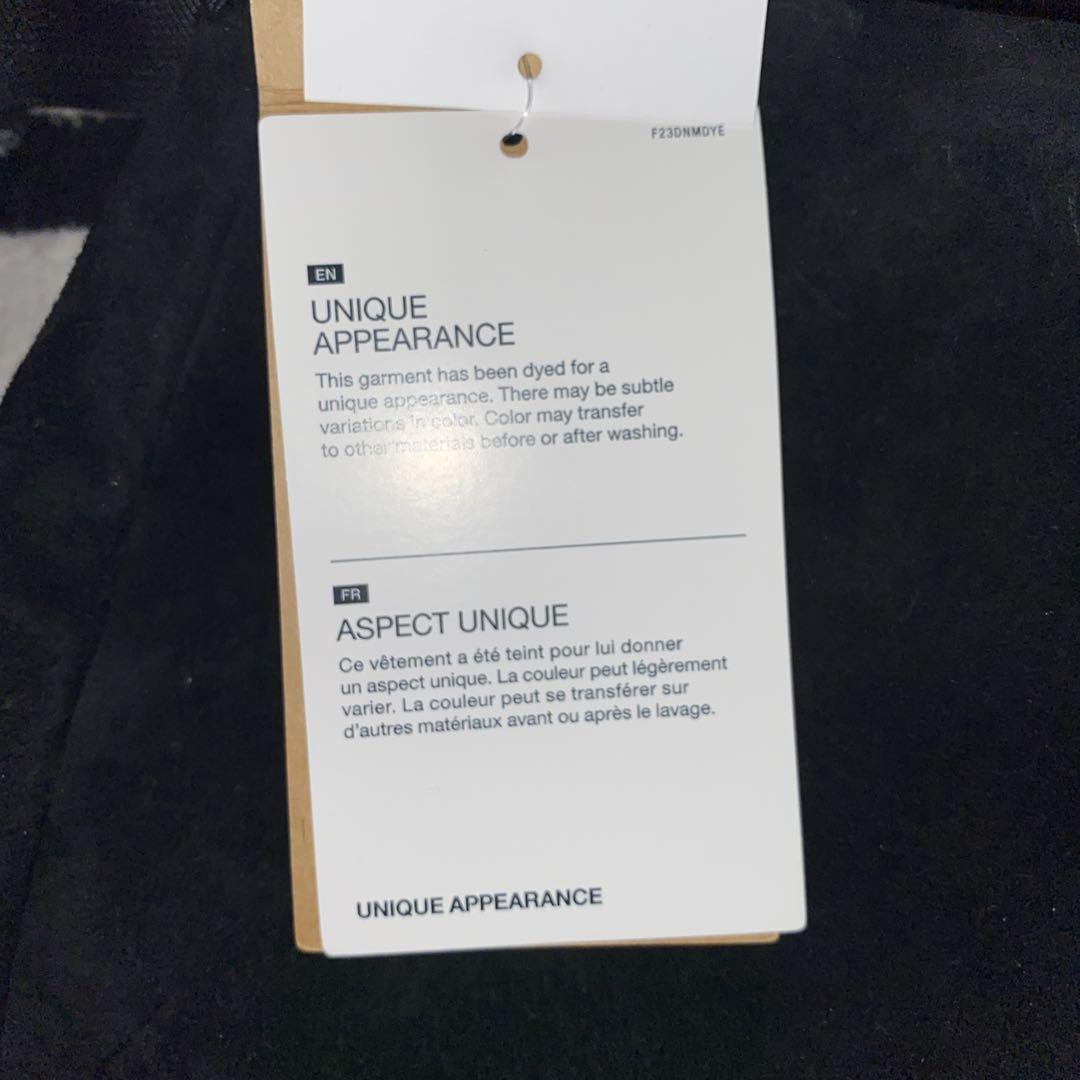 F23DNMDYE
EN
UNIQUE
APPEARANCE
This garment has been dyed for a
unique appearance. There may be subtle
variations in color. Color may transfer
to other materials before or after washing.
FR
ASPECT UNIQUE
Ce vêtement a été teint pour lui donner
un aspect unique. La couleur peut légèrement
varier. La couleur peut se transférer sur
d'autres matériaux avant ou après le lavage.
UNIQUE APPEARANCE